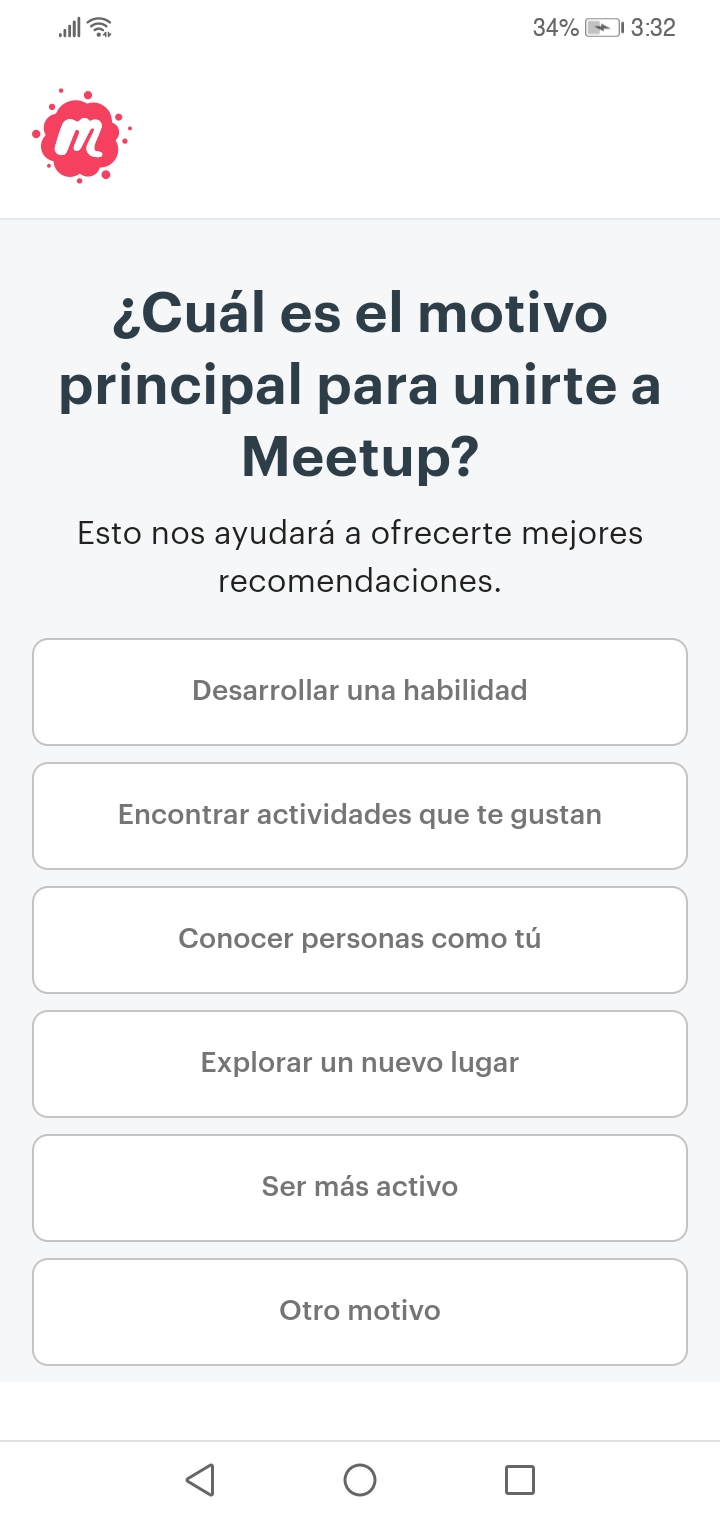 34% 3:32
m
¿Cuál es el motivo
principal para unirte a
Meetup?
Esto nos ayudará a ofrecerte mejores
recomendaciones.
Desarrollar una habilidad
Encontrar actividades que te gustan
Conocer personas como tú
Explorar un nuevo lugar
Ser más activo
Otro motivo